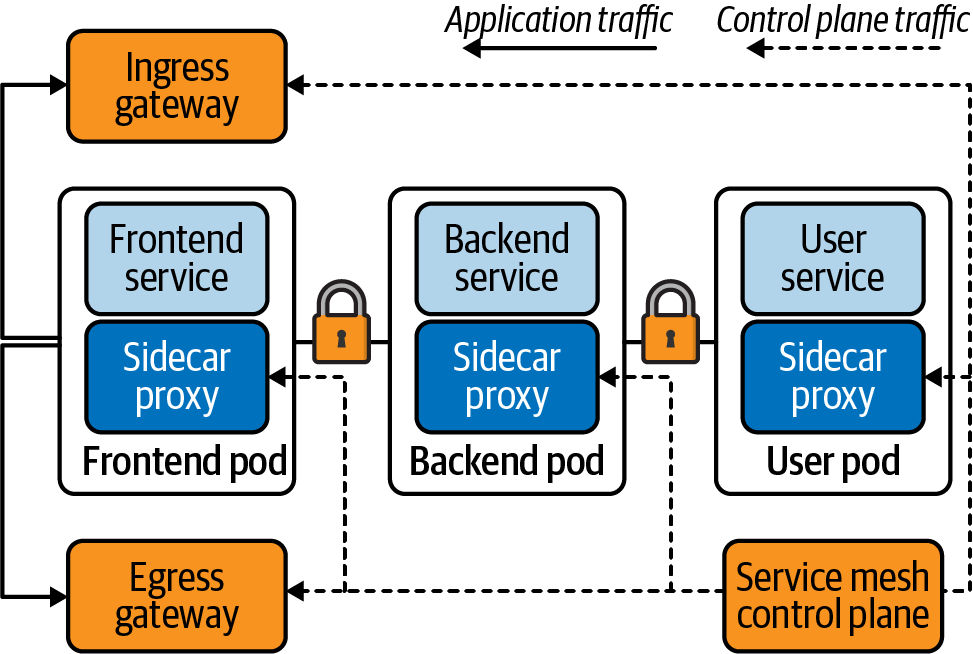 Application traffic
Control plane traffic
Ingress
gateway
Frontend
service
Sidecar
proxy
Frontend pod
Backend
service
Sidecar
proxy
Backend pod
User
service
Sidecar
proxy
User pod
Egress
gateway
Service mesh
control plane